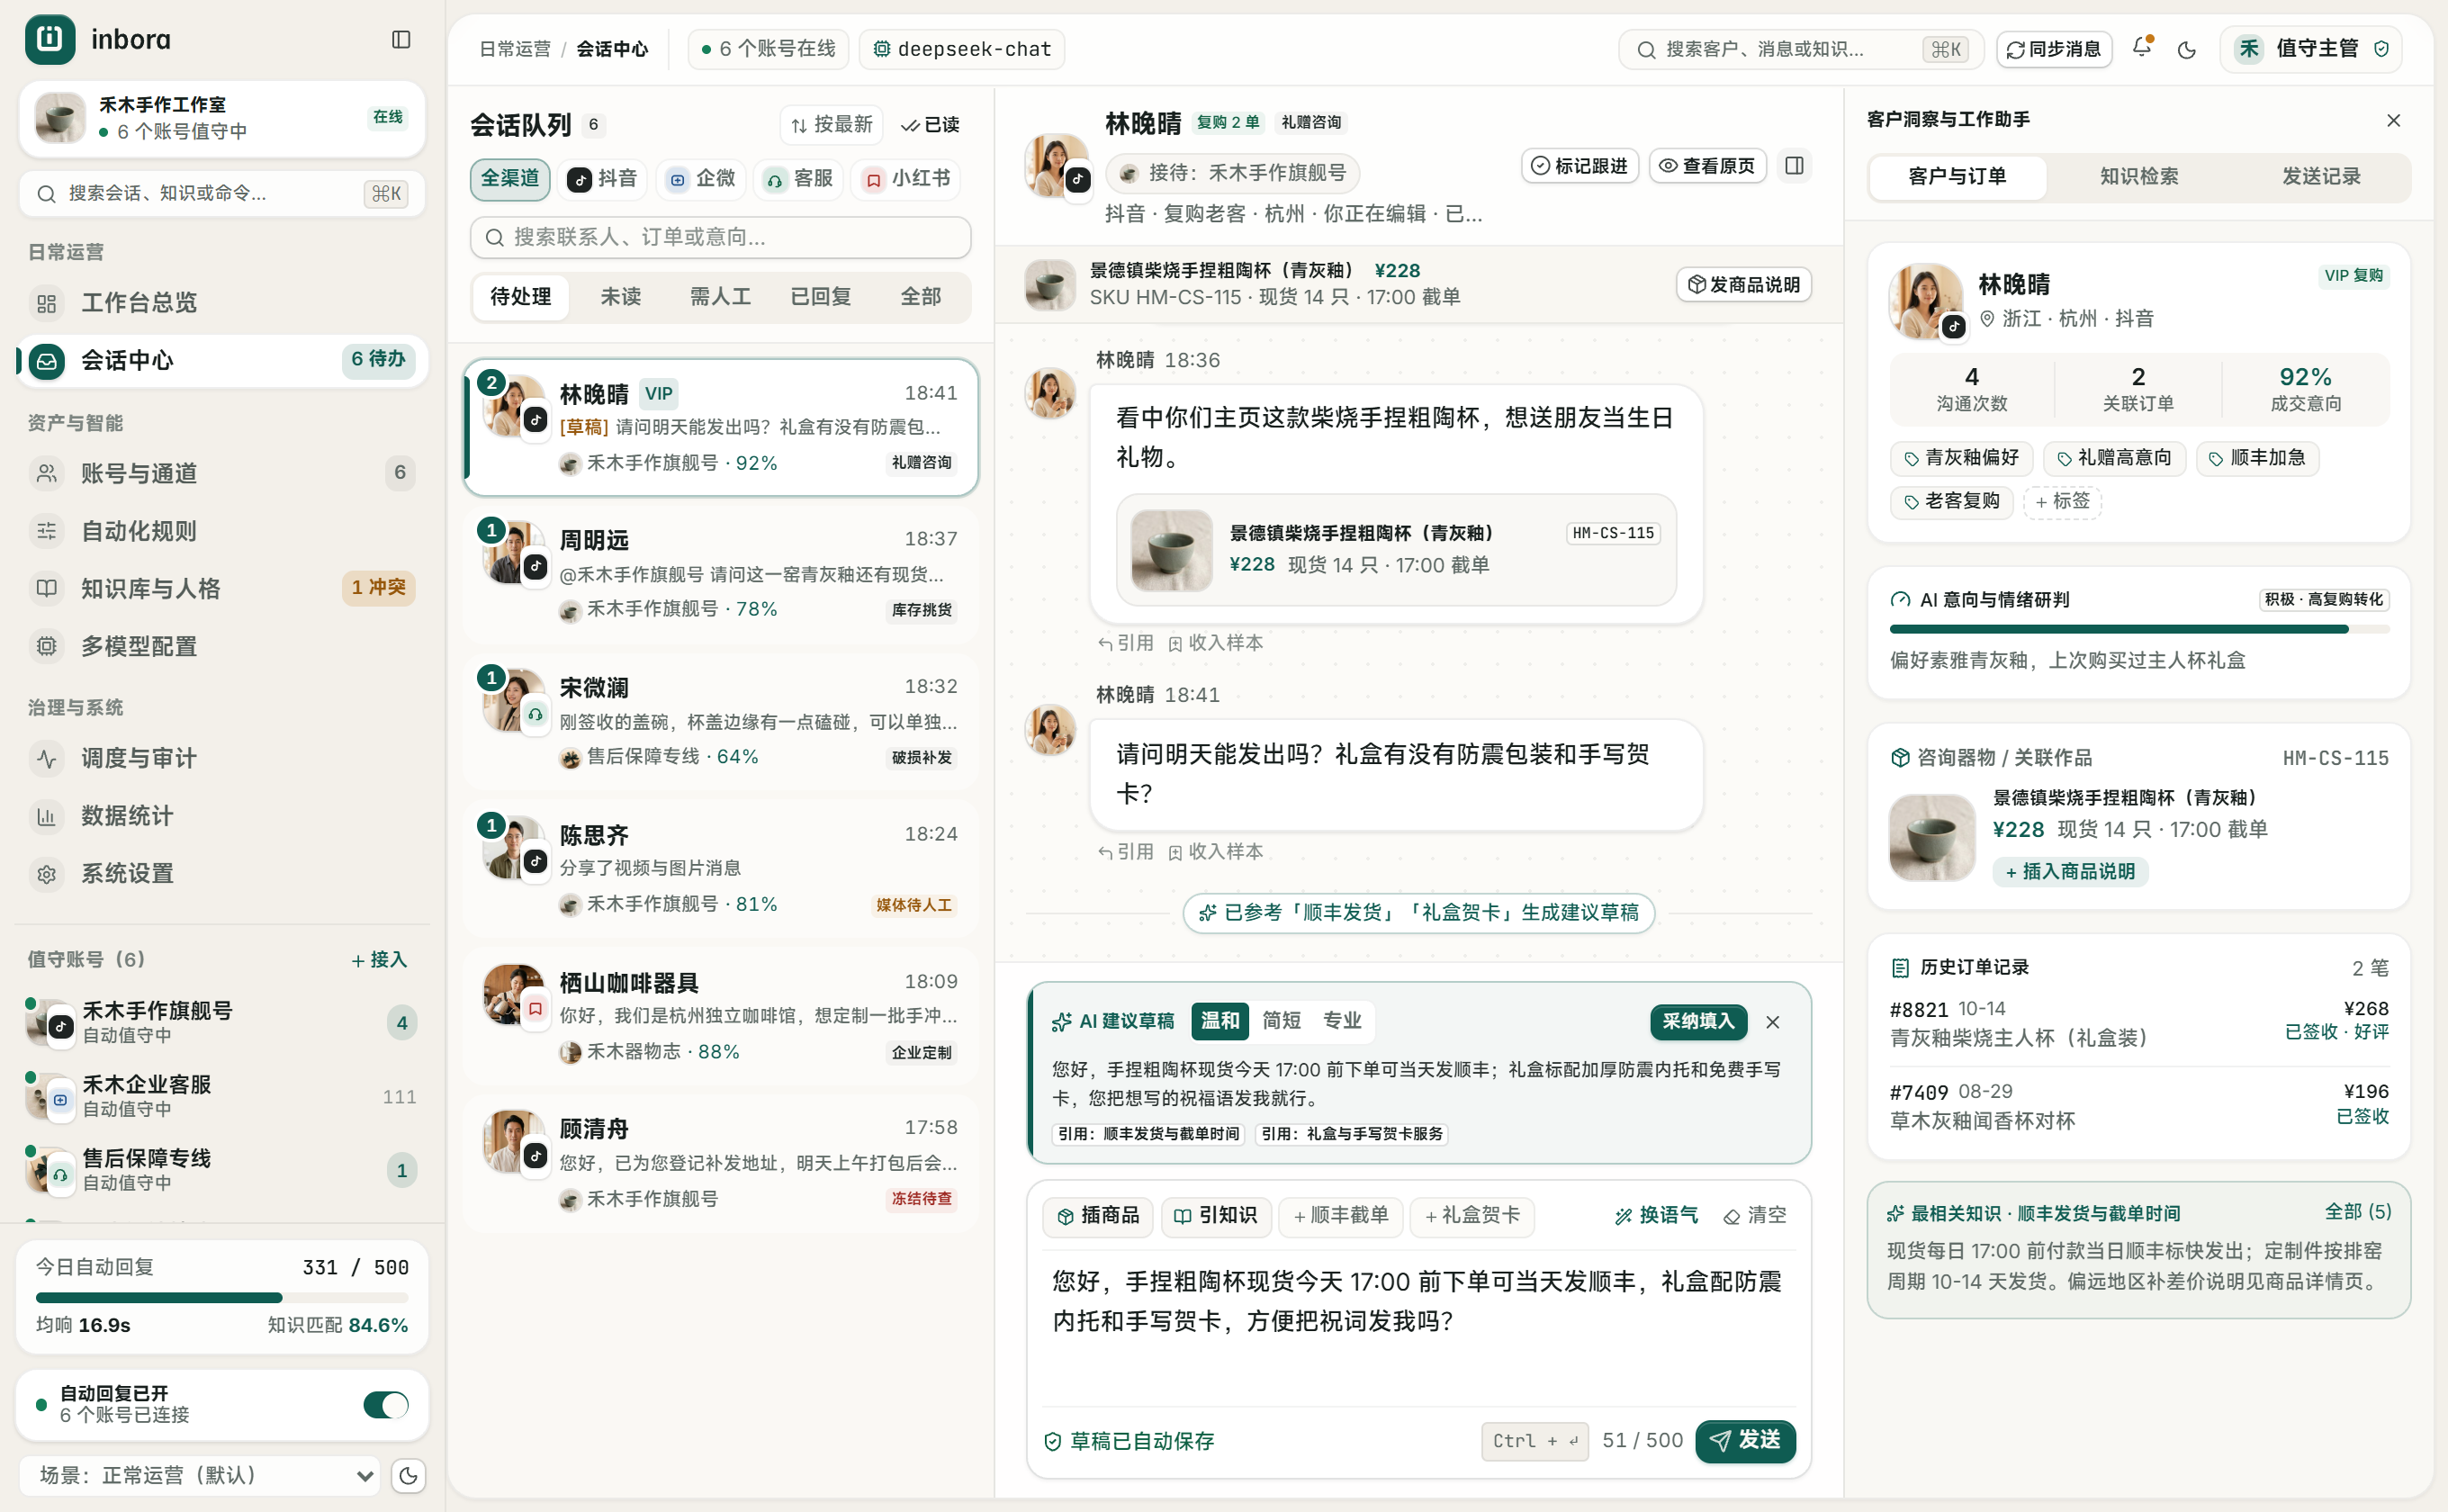 inbora
禾木手作工作室
6 个账号值守中
在线
搜索会话、知识或命令...
⌘K
日常运营
工作台总览
会话中心
6 待办
资产与智能
账号与通道
6
自动化规则
知识库与人格
1 冲突
多模型配置
治理与系统
调度与审计
数据统计
系统设置
值守账号（6）
+ 接入
禾木手作旗舰号
自动值守中
4
禾木企业客服
自动值守中
111
售后保障专线
自动值守中
1
今日自动回复
331 / 500
均响 16.9s
知识匹配 84.6%
自动回复已开
6 个账号已连接
场景：正常运营（默认）
日常运营 / 会话中心
6 个账号在线
deepseek-chat
搜索客户、消息或知识...
⌘K
同步消息
禾
值守主管
会话队列
6
按最新
已读
全渠道
抖音
企微
客服
小红书
搜索联系人、订单或意向...
待处理
未读
需人工
已回复
全部
2
林晚晴
VIP
18:41
[草稿] 请问明天能发出吗？礼盒有没有防震包...
禾木手作旗舰号 · 92%
礼赠咨询
1
周明远
18:37
@禾木手作旗舰号 请问这一窑青灰釉还有现货...
禾木手作旗舰号 · 78%
库存挑货
1
宋微澜
18:32
刚签收的盖碗，杯盖边缘有一点磕碰，可以单独...
售后保障专线 · 64%
破损补发
1
陈思齐
18:24
分享了视频与图片消息
禾木手作旗舰号 · 81%
媒体待人工
栖山咖啡器具
18:09
你好，我们是杭州独立咖啡馆，想定制一批手冲...
禾木器物志 · 88%
企业定制
顾清舟
17:58
您好，已为您登记补发地址，明天上午打包后会...
禾木手作旗舰号
冻结待查
林晚晴
复购 2 单
礼赠咨询
接待：禾木手作旗舰号
抖音 · 复购老客 · 杭州 · 你正在编辑 · 已...
标记跟进
查看原页
景德镇柴烧手捏粗陶杯（青灰釉）
¥228
SKU HM-CS-115 · 现货 14 只 · 17:00 截单
发商品说明
林晚晴 18:36
看中你们主页这款柴烧手捏粗陶杯，想送朋友当生日
礼物。
景德镇柴烧手捏粗陶杯（青灰釉）
HM-CS-115
¥228 现货 14 只 · 17:00 截单
引用
收入样本
林晚晴 18:41
请问明天能发出吗？礼盒有没有防震包装和手写贺
卡？
引用
收入样本
已参考「顺丰发货」「礼盒贺卡」生成建议草稿
AI 建议草稿
温和
简短
专业
采纳填入
您好，手捏粗陶杯现货今天 17:00 前下单可当天发顺丰；礼盒标配加厚防震内托和免费手写
卡，您把想写的祝福语发我就行。
引用：顺丰发货与截单时间
引用：礼盒与手写贺卡服务
插商品
引知识
+ 顺丰截单
+ 礼盒贺卡
换语气
清空
您好，手捏粗陶杯现货今天 17:00 前下单可当天发顺丰，礼盒配防震
内托和手写贺卡，方便把祝词发我吗？
草稿已自动保存
Ctrl + ↵
51 / 500
发送
客户洞察与工作助手
客户与订单
知识检索
发送记录
林晚晴
VIP 复购
浙江 · 杭州 · 抖音
4
沟通次数
2
关联订单
92%
成交意向
青灰釉偏好
礼赠高意向
顺丰加急
老客复购
+ 标签
AI 意向与情绪研判
积极 · 高复购转化
偏好素雅青灰釉，上次购买过主人杯礼盒
咨询器物 / 关联作品
HM-CS-115
景德镇柴烧手捏粗陶杯（青灰釉）
¥228 现货 14 只 · 17:00 截单
+ 插入商品说明
历史订单记录
2 笔
#8821 10-14
¥268
青灰釉柴烧主人杯（礼盒装）
已签收 · 好评
#7409 08-29
¥196
草木灰釉闻香杯对杯
已签收
最相关知识 · 顺丰发货与截单时间
全部 (5)
现货每日 17:00 前付款当日顺丰标快发出；定制件按排窑
周期 10-14 天发货。偏远地区补差价说明见商品详情页。